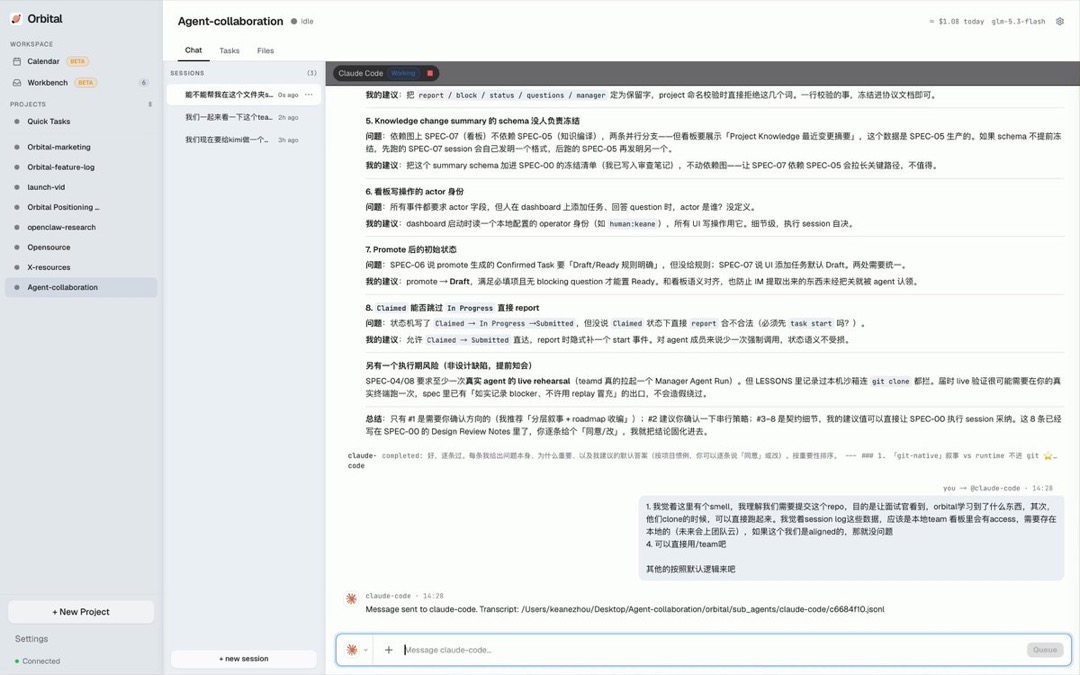 Orbital
WORKSPACE
Calendar BETA
Workbench BETA 6
PROJECTS 8
Quick Tasks
Orbital-marketing
Orbital-feature-log
launch-vid
Orbital Positioning ...
openclaw-research
Opensource
X-resources
Agent-collaboration
+ New Project
Settings
Connected
Agent-collaboration Idle
≈ $1.08 today glm-5.3-flash
Chat Tasks Files
SESSIONS (3)
能不能帮我在这个文件夹s... 0s ago ···
我们一起来看一下这个tea... 2h ago
我们现在要给kimi做一个... 3h ago
+ new session
Claude Code Working
我的建议：把 report / block / status / questions / manager 定为保留字，project 命名校验时直接拒绝这几个词。一行校验的事，冻结进协议文档即可。
5. Knowledge change summary 的 schema 没人负责冻结
问题：依赖图上 SPEC-07（看板）不依赖 SPEC-05（知识编译），两条并行分支——但看板要展示「Project Knowledge 最近变更摘要」，这个数据是 SPEC-05 生产的。如果 schema 不提前冻
结，先跑的 SPEC-07 session 会自己发明一个格式，后跑的 SPEC-05 再发明另一个。
我的建议：把这个 summary schema 加进 SPEC-00 的冻结清单（我已写入审查笔记），不动依赖图——让 SPEC-07 依赖 SPEC-05 会拉长关键路径，不值得。
6. 看板写操作的 actor 身份
问题：所有事件都要求 actor 字段，但人在 dashboard 上添加任务、回答 question 时，actor 是谁？没定义。
我的建议：dashboard 启动时读一个本地配置的 operator 身份（如 human:keane），所有 UI 写操作用它。细节级，执行 session 自决。
7. Promote 后的初始状态
问题：SPEC-06 说 promote 生成的 Confirmed Task 要「Draft/Ready 规则明确」，但没给规则；SPEC-07 说 UI 添加任务默认 Draft。两处需要统一。
我的建议：promote → Draft，满足必填项且无 blocking question 才能置 Ready。和看板语义对齐，也防止 IM 提取出来的东西未经把关就被 agent 认领。
8. Claimed 能否跳过 In Progress 直接 report
问题：状态机写了 Claimed → In Progress →Submitted，但没说 Claimed 状态下直接 report 合不合法（必须先 task start 吗？）。
我的建议：允许 Claimed → Submitted 直达，report 时隐式补一个 start 事件。对 agent 成员来说少一次强制调用，状态语义不受损。
另有一个执行期风险（非设计缺陷，提前知会）
SPEC-04/08 要求至少一次真实 agent 的 live rehearsal（teamd 真的拉起一个 Manager Agent Run）。但 LESSONS 里记录过本机沙箱连 git clone 都拦。届时 live 验证很可能需要在你的真
实终端跑一次，spec 里已有「如实记录 blocker、不许用 replay 冒充」的出口，不会造假绕过。
总结：只有 #1 是需要你确认方向的（我推荐「分层叙事 + roadmap 收编」）；#2 建议你确认一下串行策略；#3–8 是契约细节，我的建议值可以直接让 SPEC-00 执行 session 采纳。这 8 条已经
写在 SPEC-00 的 Design Review Notes 里了，你逐条给个「同意/改」，我就把结论固化进去。
claude- completed: 好，逐条过。每条我给出问题本身、为什么重要、以及我建议的默认答案（按项目惯例，你可以逐条说「同意」或改）。按重要性排序。 --- ### 1. 「git-native」叙事 vs runtime 不进 git ⭐...
code
you → @claude-code · 14:28
1. 我觉着这里有个smell，我理解我们需要提交这个repo，目的是让面试官看到，orbital学习到了什么东西，其次，
他们clone的时候，可以直接跑起来。我觉着session log这些数据，应该是本地team 看板里会有access，需要存在
本地的（未来会上团队云），如果这个我们是aligned的，那就没问题
4. 可以直接用/team吧
其他的按照默认逻辑来吧
claude-code · 14:28
Message sent to claude-code. Transcript: /Users/keanezhou/Desktop/Agent-collaboration/orbital/sub_agents/claude-code/c6684f10.jsonl
Message claude-code...
Queue